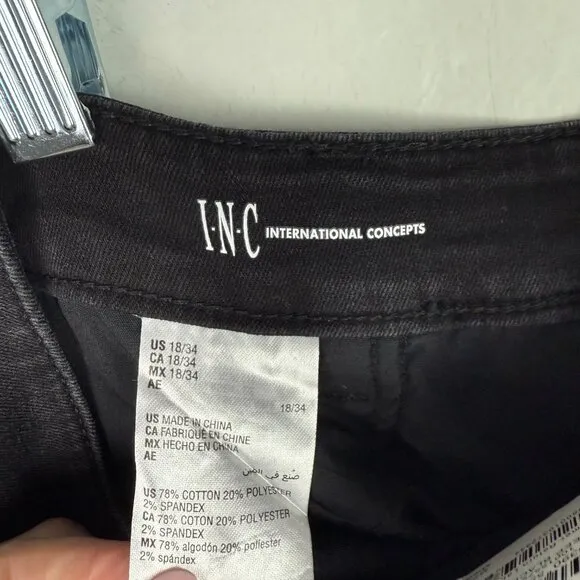 I·N·C INTERNATIONAL CONCEPTS
US 18/34
CA 18/34
MX 18/34
AE
18/34
US MADE IN CHINA
CA FABRIQUÉ EN CHINE
MX HECHO EN CHINA
AE
صنع في الصين
US 78% COTTON 20% POLYESTER
2% SPANDEX
CA 78% COTON 20% POLYESTER
2% SPANDEX
MX 78% algodón 20% poliester
2% spándex